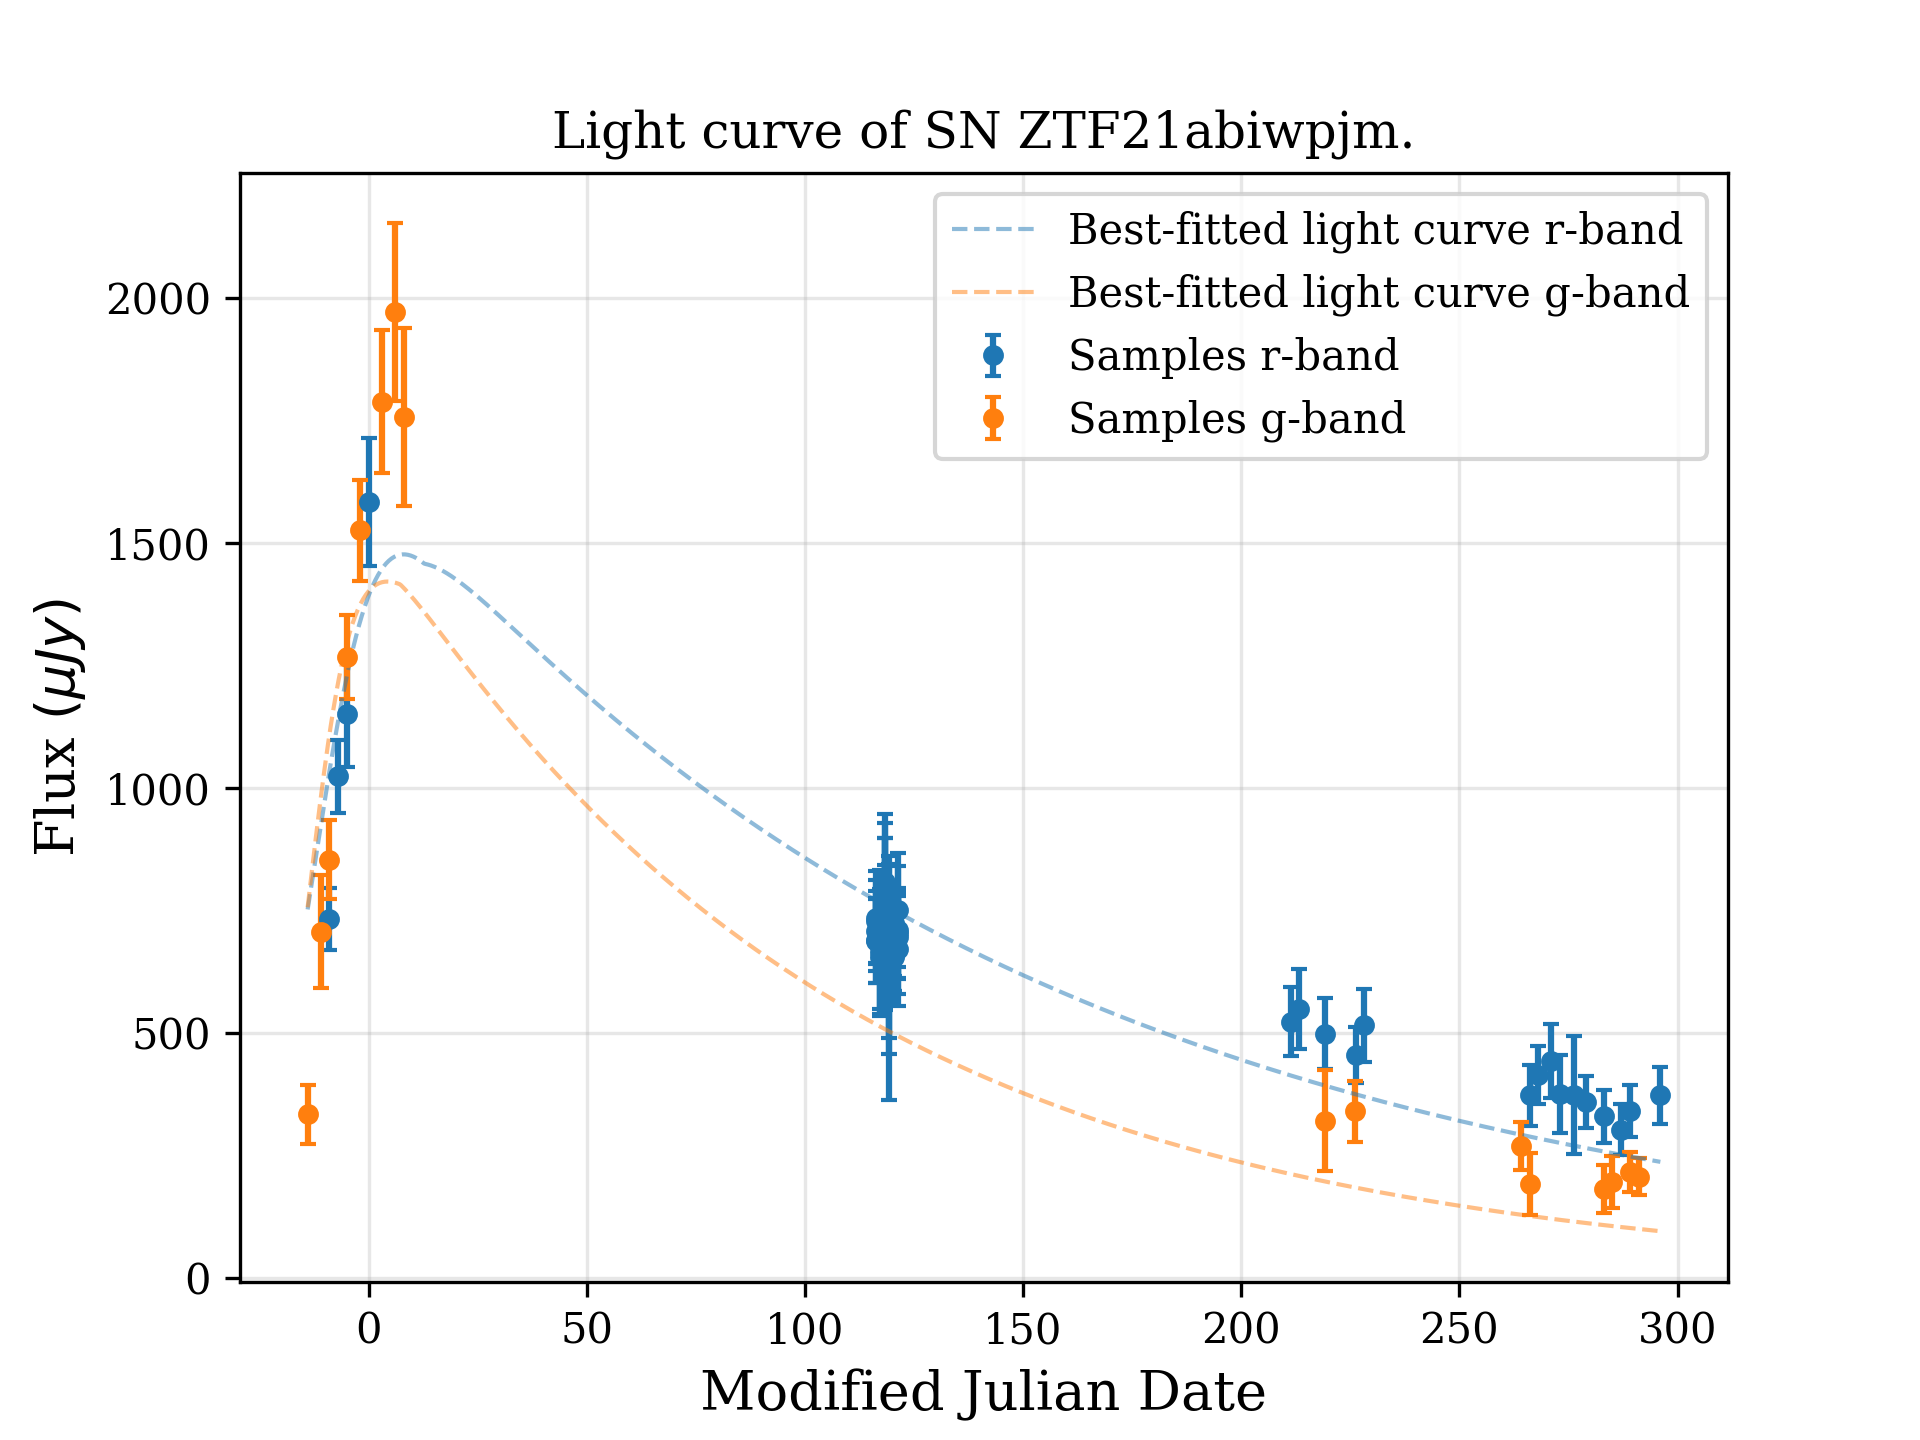 Light curve of SN ZTF21abiwpjm.
Best-fitted light curve r-band
Best-fitted light curve g-band
Samples r-band
Samples g-band
Flux (μJy)
2000
1500
1000
500
0
0 50 100 150 200 250 300
Modified Julian Date